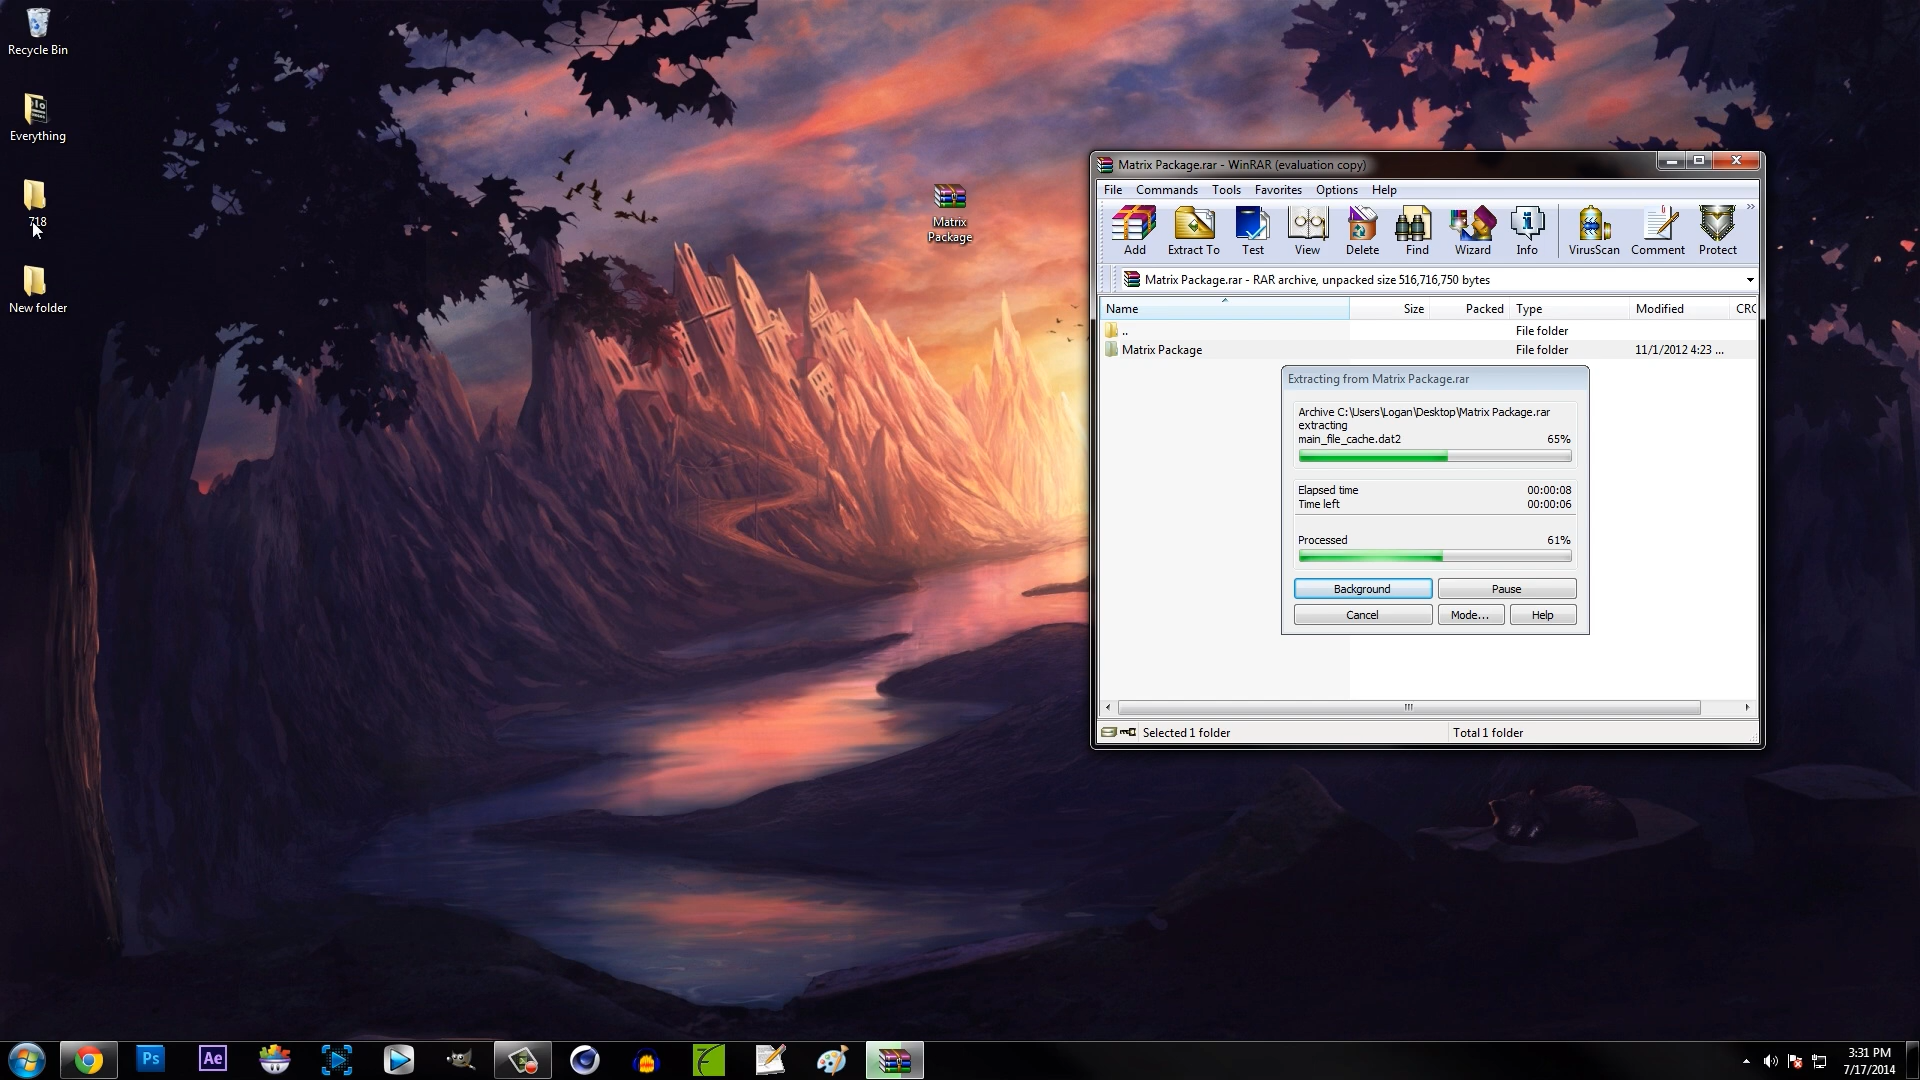 Recycle Bin
Everything
718
New folder
Matrix
Package
Matrix Package.rar - WinRAR (evaluation copy)
File Commands Tools Favorites Options Help
Add Extract To Test View Delete Find Wizard Info VirusScan Comment Protect
Matrix Package.rar - RAR archive, unpacked size 516,716,750 bytes
Name Size Packed Type Modified CRC
.. File folder
Matrix Package File folder 11/1/2012 4:23 ...
Extracting from Matrix Package.rar
Archive C:\Users\Logan\Desktop\Matrix Package.rar
extracting
main_file_cache.dat2 65%
Elapsed time 00:00:08
Time left 00:00:06
Processed 61%
Background Pause
Cancel Mode... Help
Selected 1 folder Total 1 folder
Ps Ae
3:31 PM
7/17/2014